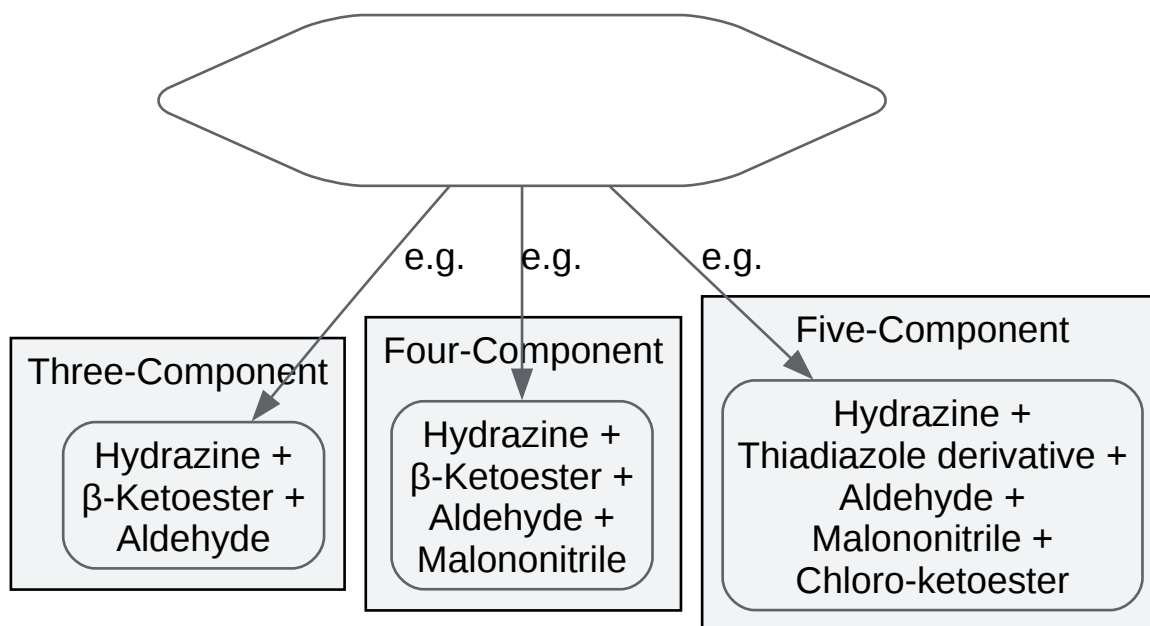 e.g.
e.g.
e.g.
Three-Component
Hydrazine +
β-Ketoester +
Aldehyde
Four-Component
Hydrazine +
β-Ketoester +
Aldehyde +
Malononitrile
Five-Component
Hydrazine +
Thiadiazole derivative +
Aldehyde +
Malononitrile +
Chloro-ketoester